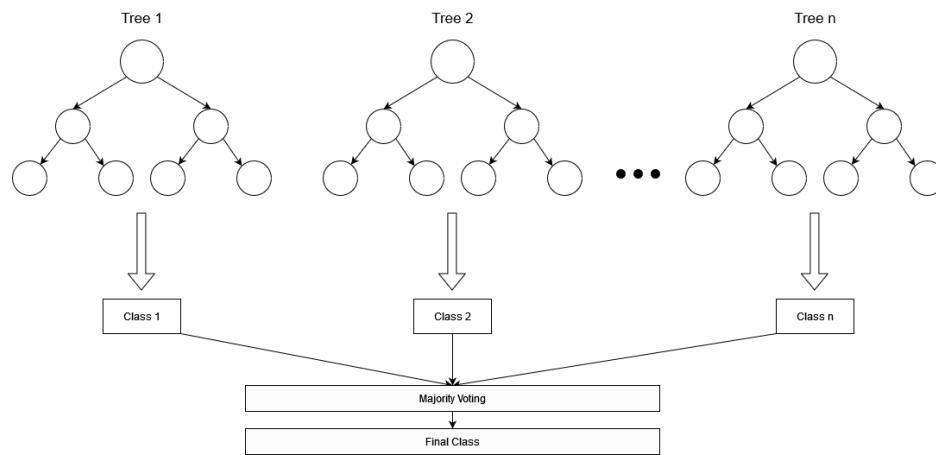 Tree 1
Tree 2
Tree n
Class 1
Class 2
Class n
Majority Voting
Final Class